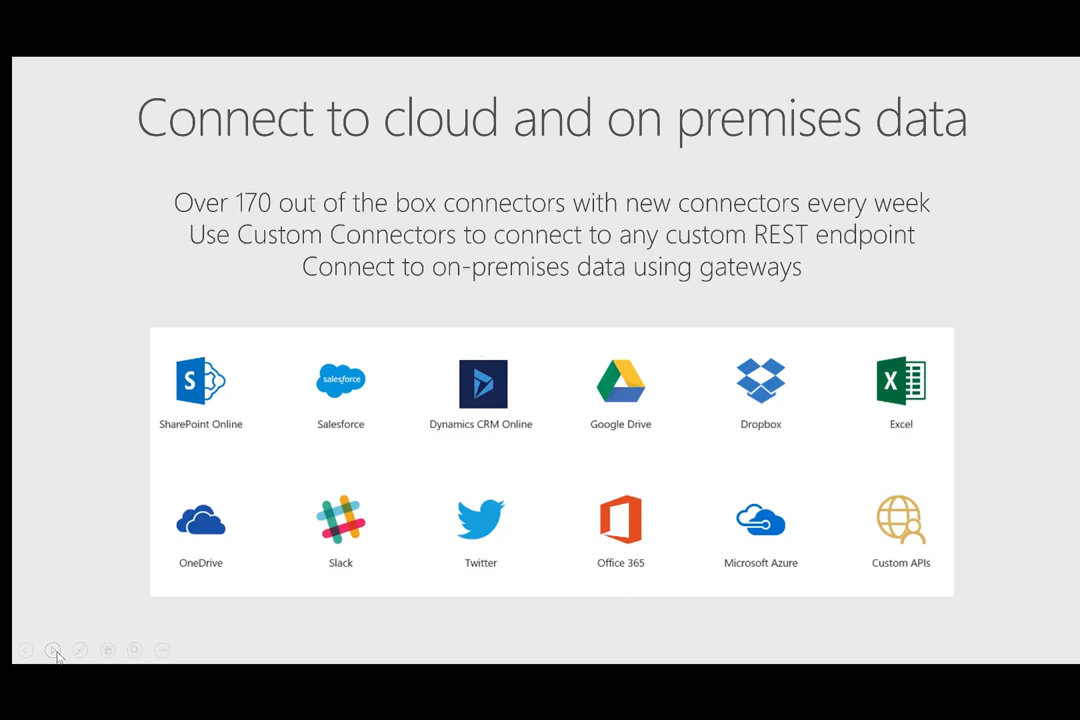 Connect to cloud and on premises data
Over 170 out of the box connectors with new connectors every week
Use Custom Connectors to connect to any custom REST endpoint
Connect to on-premises data using gateways
S salesforce X
SharePoint Online Salesforce Dynamics CRM Online Google Drive Dropbox Excel
OneDrive Slack Twitter Office 365 Microsoft Azure Custom APIs